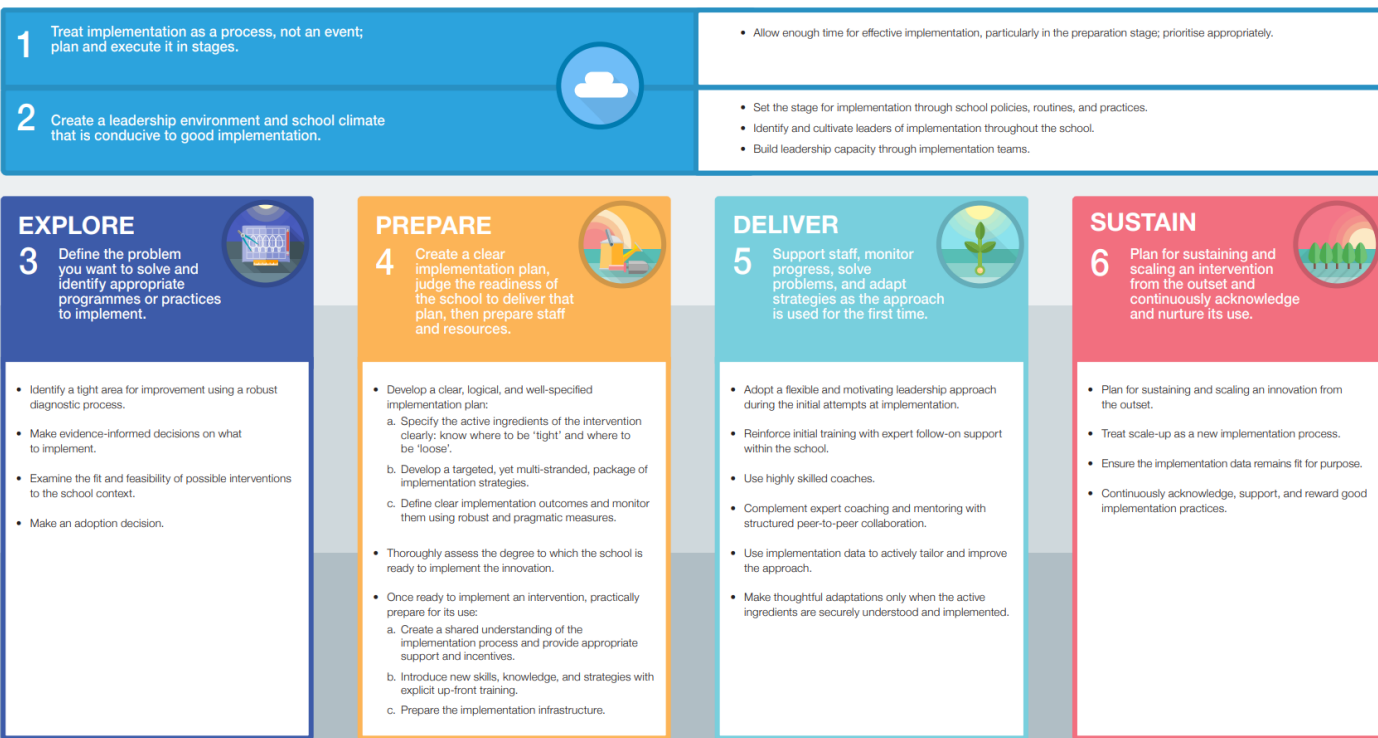 1
Treat implementation as a process, not an event;
plan and execute it in stages.
• Allow enough time for effective implementation, particularly in the preparation stage; prioritise appropriately.
2
Create a leadership environment and school climate
that is conducive to good implementation.
• Set the stage for implementation through school policies, routines, and practices.
• Identify and cultivate leaders of implementation throughout the school.
• Build leadership capacity through implementation teams.
EXPLORE
3
Define the problem
you want to solve and
identify appropriate
programmes or practices
to implement.
• Identify a tight area for improvement using a robust
diagnostic process.
• Make evidence-informed decisions on what
to implement.
• Examine the fit and feasibility of possible interventions
to the school context.
• Make an adoption decision.
PREPARE
4
Create a clear
implementation plan,
judge the readiness of
the school to deliver that
plan, then prepare staff
and resources.
• Develop a clear, logical, and well-specified
implementation plan:
a. Specify the active ingredients of the intervention
clearly: know where to be ‘tight’ and where to
be ‘loose’.
b. Develop a targeted, yet multi-stranded, package of
implementation strategies.
c. Define clear implementation outcomes and monitor
them using robust and pragmatic measures.
• Thoroughly assess the degree to which the school is
ready to implement the innovation.
• Once ready to implement an intervention, practically
prepare for its use:
a. Create a shared understanding of the
implementation process and provide appropriate
support and incentives.
b. Introduce new skills, knowledge, and strategies with
explicit up-front training.
c. Prepare the implementation infrastructure.
DELIVER
5
Support staff, monitor
progress, solve
problems, and adapt
strategies as the approach
is used for the first time.
• Adopt a flexible and motivating leadership approach
during the initial attempts at implementation.
• Reinforce initial training with expert follow-on support
within the school.
• Use highly skilled coaches.
• Complement expert coaching and mentoring with
structured peer-to-peer collaboration.
• Use implementation data to actively tailor and improve
the approach.
• Make thoughtful adaptations only when the active
ingredients are securely understood and implemented.
SUSTAIN
6
Plan for sustaining and
scaling an intervention
from the outset and
continuously acknowledge
and nurture its use.
• Plan for sustaining and scaling an innovation from
the outset.
• Treat scale-up as a new implementation process.
• Ensure the implementation data remains fit for purpose.
• Continuously acknowledge, support, and reward good
implementation practices.